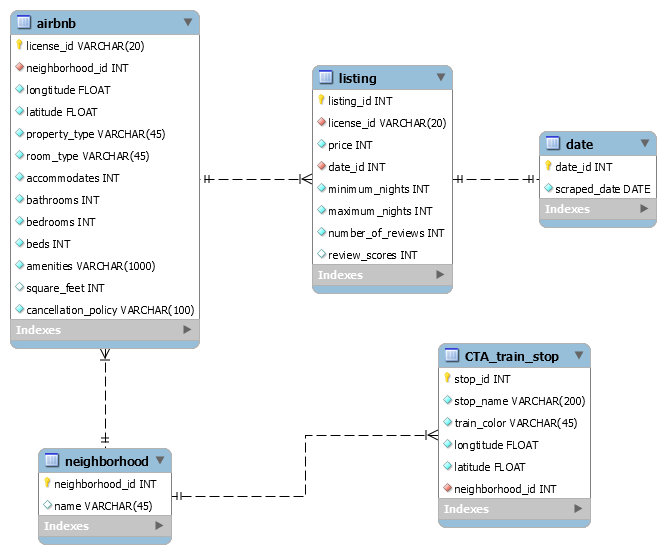 airbnb
license_id VARCHAR(20)
neighborhood_id INT
longtitude FLOAT
latitude FLOAT
property_type VARCHAR(45)
room_type VARCHAR(45)
accommodates INT
bathrooms INT
bedrooms INT
beds INT
amenities VARCHAR(1000)
square_feet INT
cancellation_policy VARCHAR(100)
Indexes
listing
listing_id INT
license_id VARCHAR(20)
price INT
date_id INT
minimum_nights INT
maximum_nights INT
number_of_reviews INT
review_scores INT
Indexes
date
date_id INT
scraped_date DATE
Indexes
neighborhood
neighborhood_id INT
name VARCHAR(45)
Indexes
CTA_train_stop
stop_id INT
stop_name VARCHAR(200)
train_color VARCHAR(45)
longtitude FLOAT
latitude FLOAT
neighborhood_id INT
Indexes